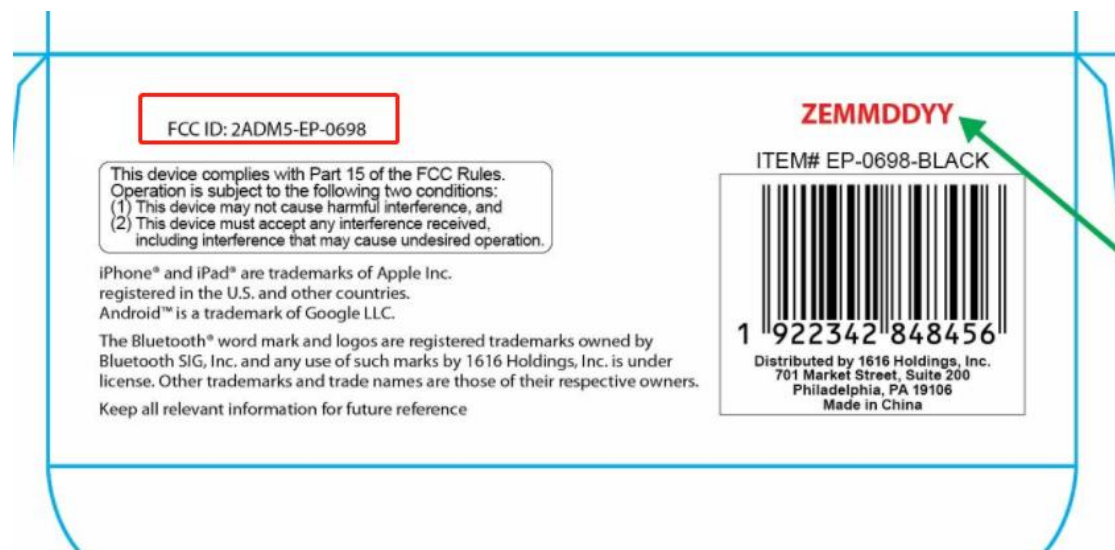 FCC ID: 2ADM5-EP-0698
This device complies with Part 15 of the FCC Rules.
Operation is subject to the following two conditions:
(1) This device may not cause harmful interference, and
(2) This device must accept any interference received,
including interference that may cause undesired operation.
iPhone® and iPad® are trademarks of Apple Inc.
registered in the U.S. and other countries.
Android™ is a trademark of Google LLC.
The Bluetooth® word mark and logos are registered trademarks owned by
Bluetooth SIG, Inc. and any use of such marks by 1616 Holdings, Inc. is under
license. Other trademarks and trade names are those of their respective owners.
Keep all relevant information for future reference
ZEMMDDYY
ITEM# EP-0698-BLACK
1 922342 848456
Distributed by 1616 Holdings, Inc.
701 Market Street, Suite 200
Philadelphia, PA 19106
Made in China